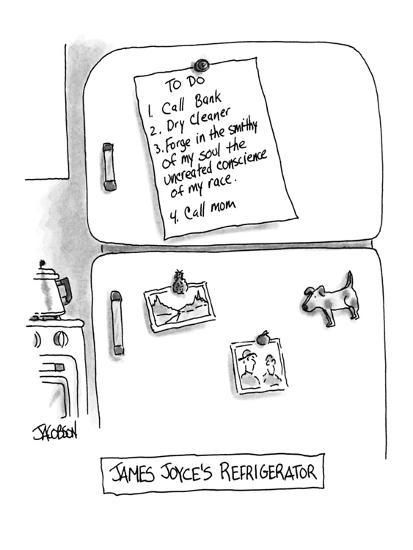 TO DO
1. Call Bank
2. Dry Cleaner
3. Forge in the smithy
of my soul the
uncreated conscience
of my race.
4. Call mom
JACOBSON
JAMES JOYCE'S REFRIGERATOR